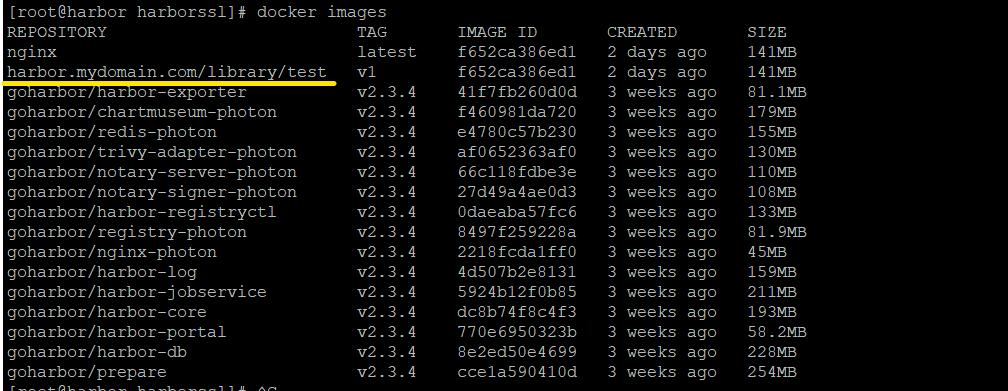 [root@harbor harborssl]# docker images
REPOSITORY TAG IMAGE ID CREATED SIZE
nginx latest f652ca386ed1 2 days ago 141MB
harbor.mydomain.com/library/test v1 f652ca386ed1 2 days ago 141MB
goharbor/harbor-exporter v2.3.4 41f7fb260d0d 3 weeks ago 81.1MB
goharbor/chartmuseum-photon v2.3.4 f460981da720 3 weeks ago 179MB
goharbor/redis-photon v2.3.4 e4780c57b230 3 weeks ago 155MB
goharbor/trivy-adapter-photon v2.3.4 af0652363af0 3 weeks ago 130MB
goharbor/notary-server-photon v2.3.4 66c118fdbe3e 3 weeks ago 110MB
goharbor/notary-signer-photon v2.3.4 27d49a4ae0d3 3 weeks ago 108MB
goharbor/harbor-registryctl v2.3.4 0daeaba57fc6 3 weeks ago 133MB
goharbor/registry-photon v2.3.4 8497f259228a 3 weeks ago 81.9MB
goharbor/nginx-photon v2.3.4 2218fcda1ff0 3 weeks ago 45MB
goharbor/harbor-log v2.3.4 4d507b2e8131 3 weeks ago 159MB
goharbor/harbor-jobservice v2.3.4 5924b12f0b85 3 weeks ago 211MB
goharbor/harbor-core v2.3.4 dc8b74f8c4f3 3 weeks ago 193MB
goharbor/harbor-portal v2.3.4 770e6950323b 3 weeks ago 58.2MB
goharbor/harbor-db v2.3.4 8e2ed50e4699 3 weeks ago 228MB
goharbor/prepare v2.3.4 cce1a590410d 3 weeks ago 254MB
[root@harbor harborssl]# ^C